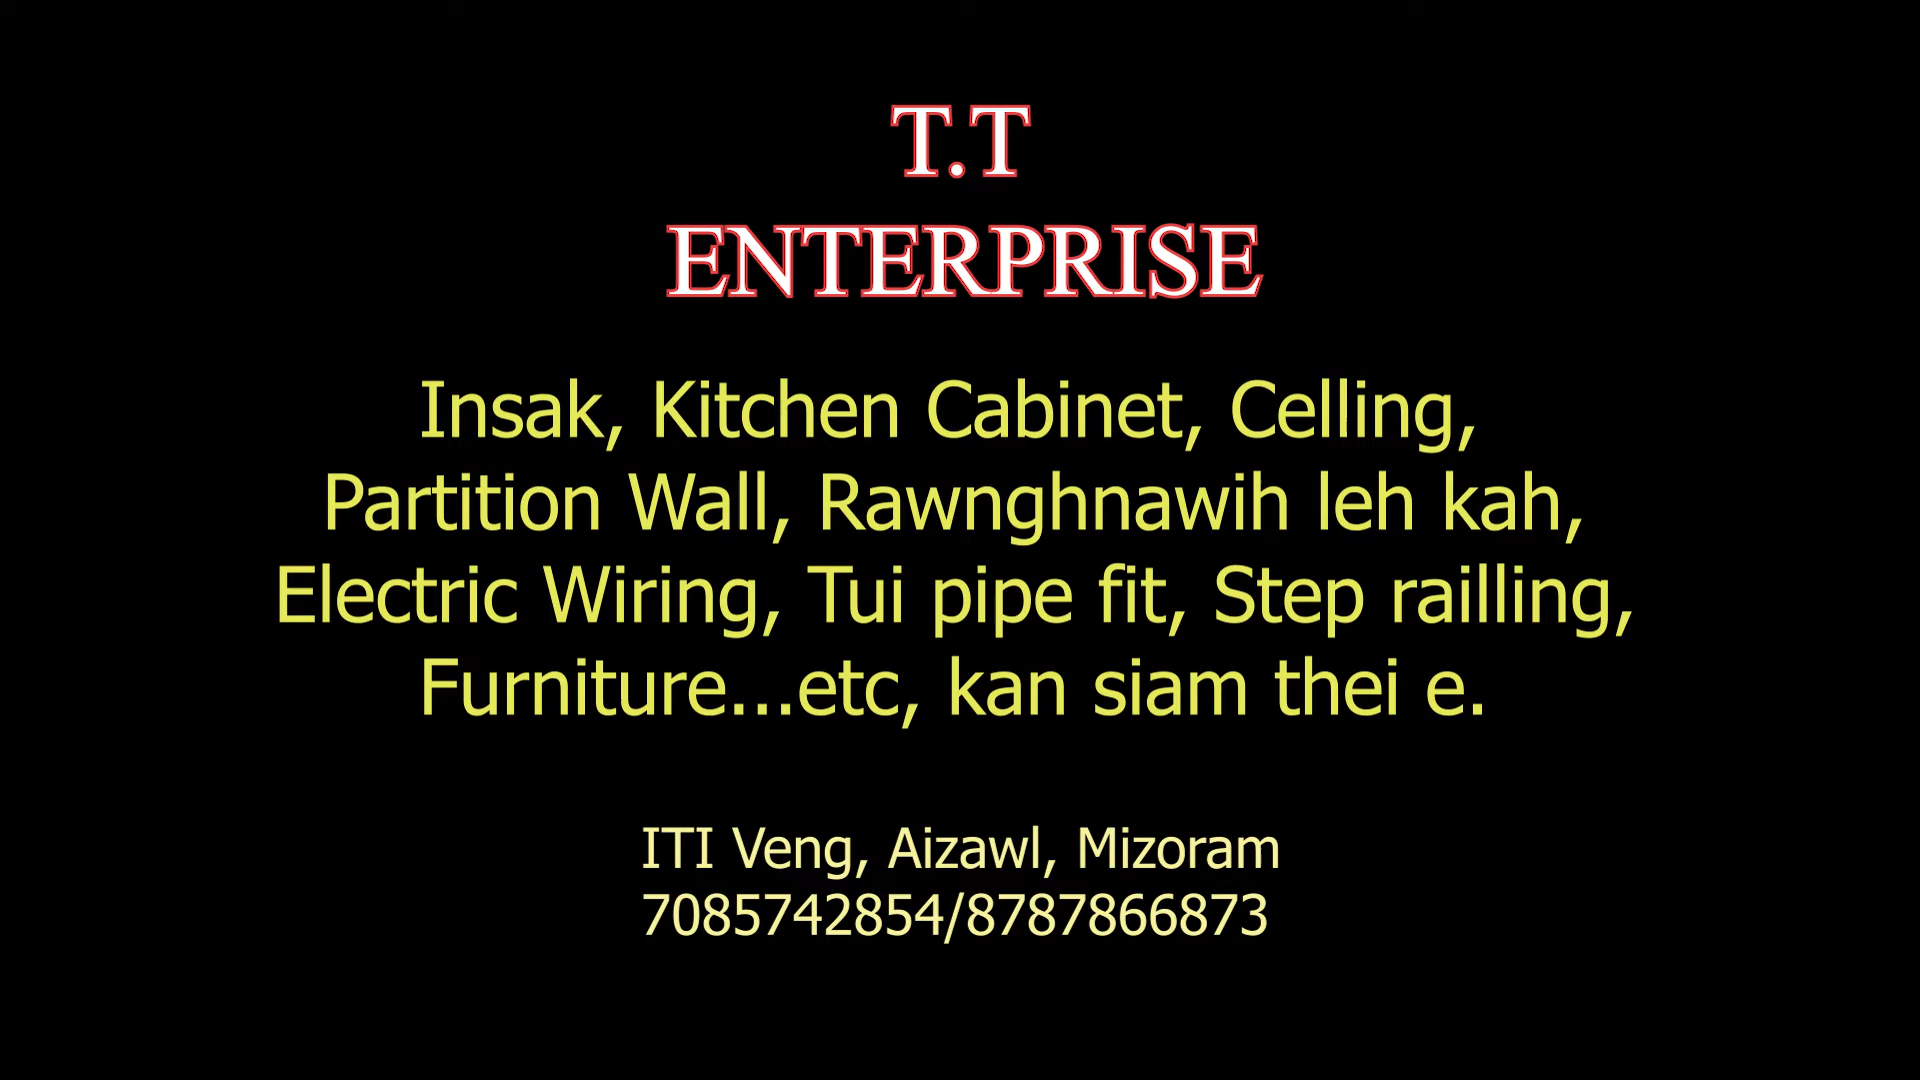 T.T
ENTERPRISE
Insak, Kitchen Cabinet, Celling,
Partition Wall, Rawnghnawih leh kah,
Electric Wiring, Tui pipe fit, Step railling,
Furniture...etc, kan siam thei e.
ITI Veng, Aizawl, Mizoram
7085742854/8787866873